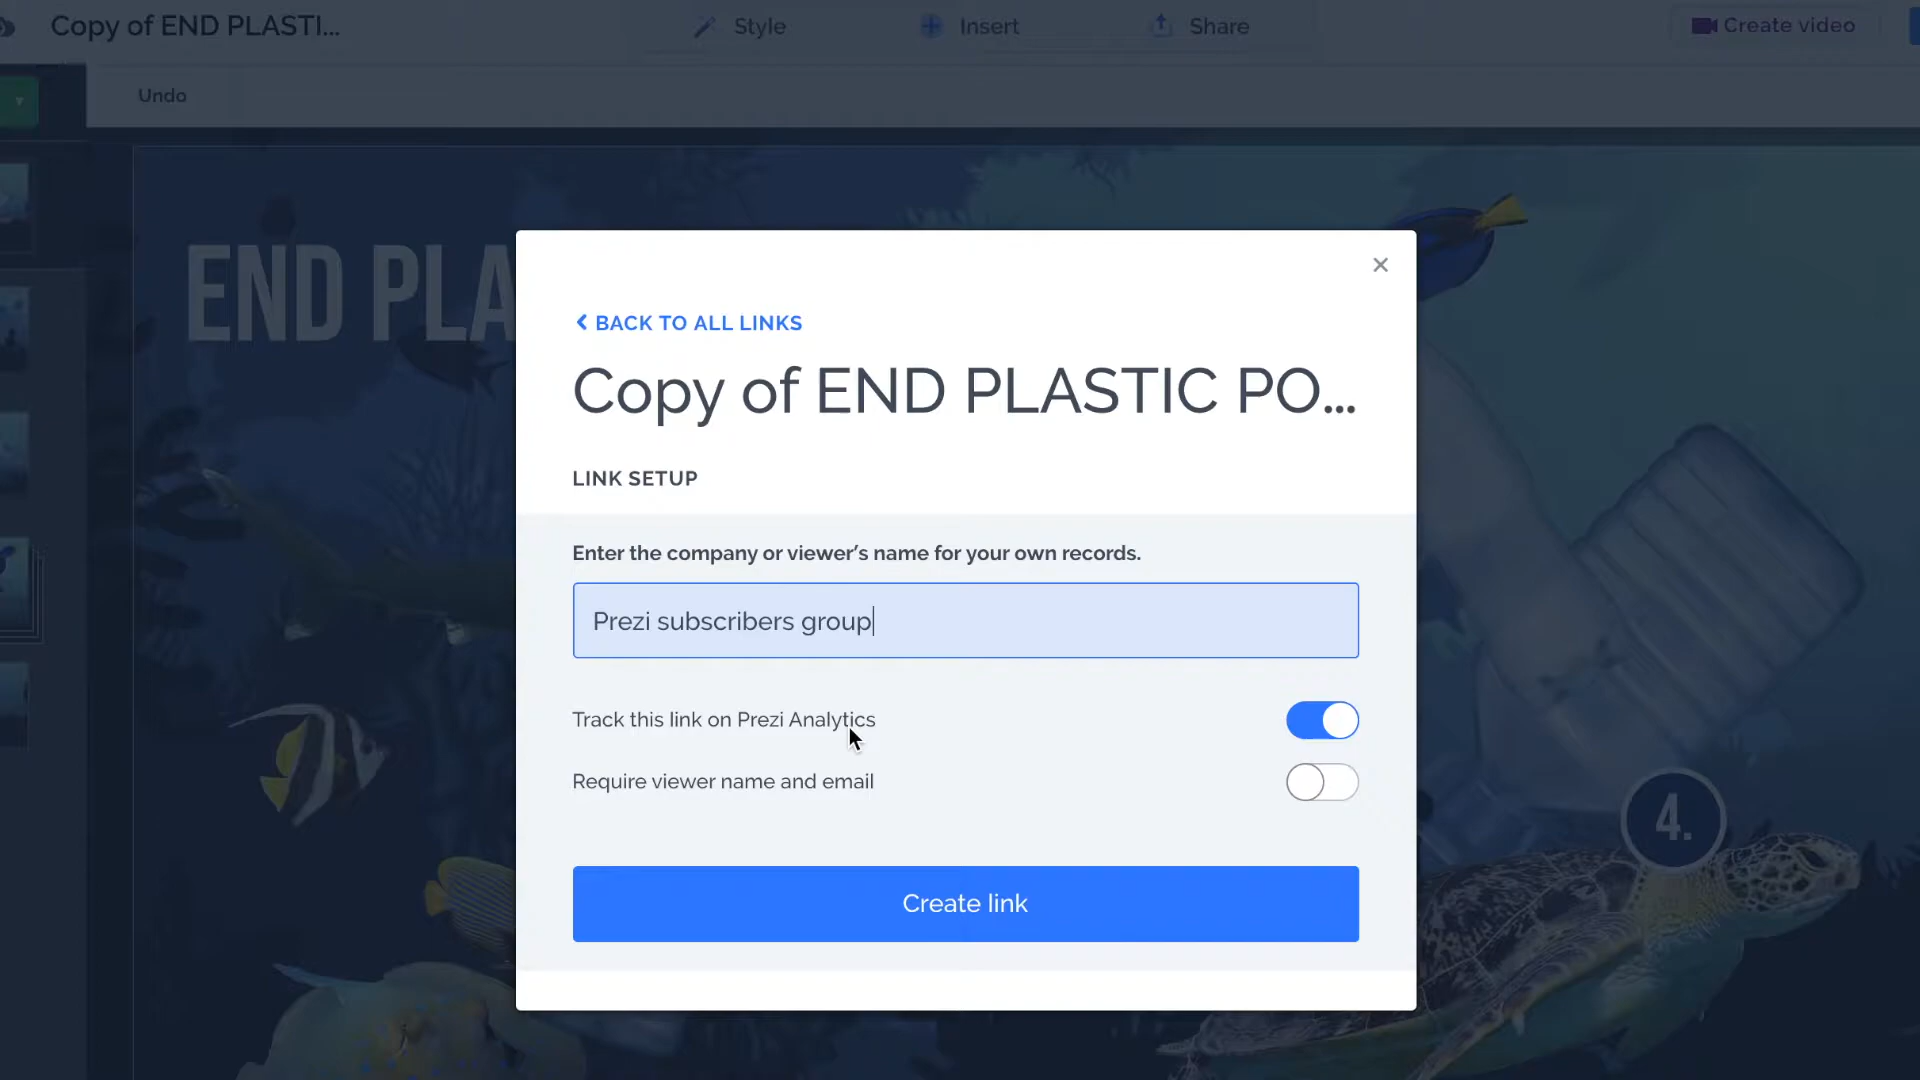 Copy of END PLASTI...
Style
Insert
Share
Create video
Undo
END PLA
BACK TO ALL LINKS
Copy of END PLASTIC PO...
LINK SETUP
Enter the company or viewer's name for your own records.
Prezi subscribers group
Track this link on Prezi Analytics
Require viewer name and email
4.
Create link